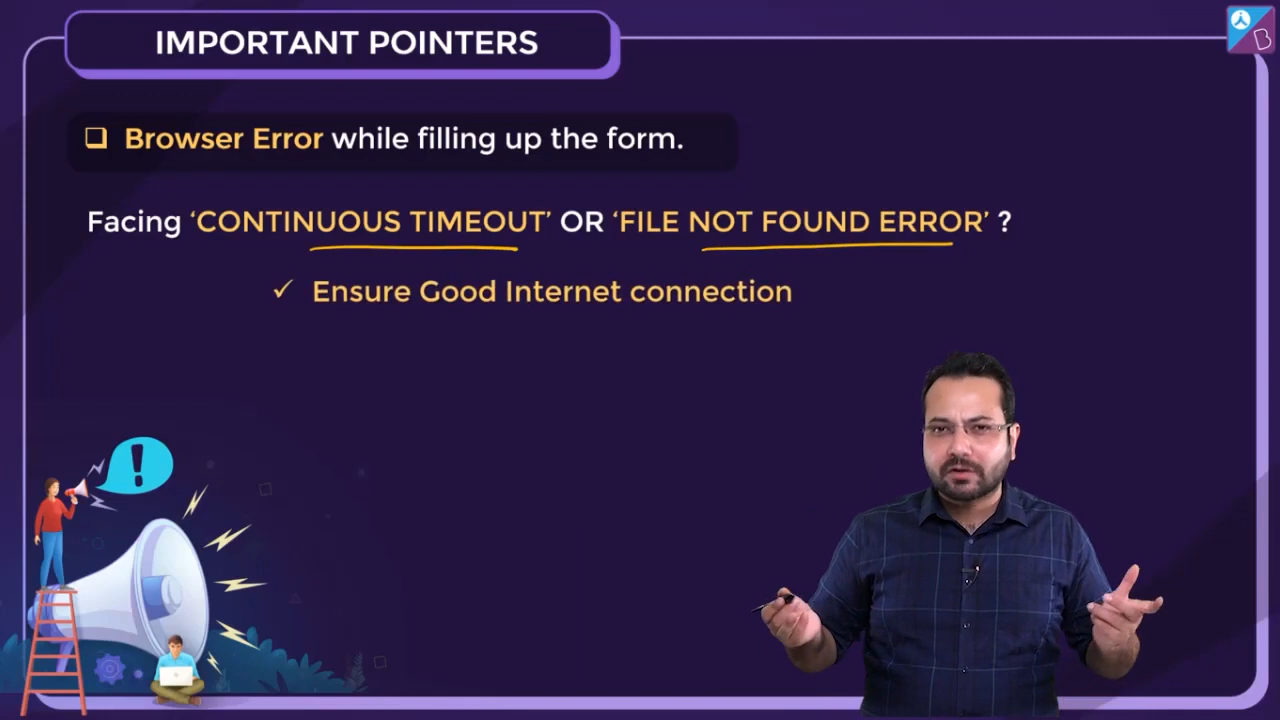 IMPORTANT POINTERS
Browser Error while filling up the form.
Facing ‘CONTINUOUS TIMEOUT’ OR ‘FILE NOT FOUND ERROR’ ?
✓ Ensure Good Internet connection
!
B